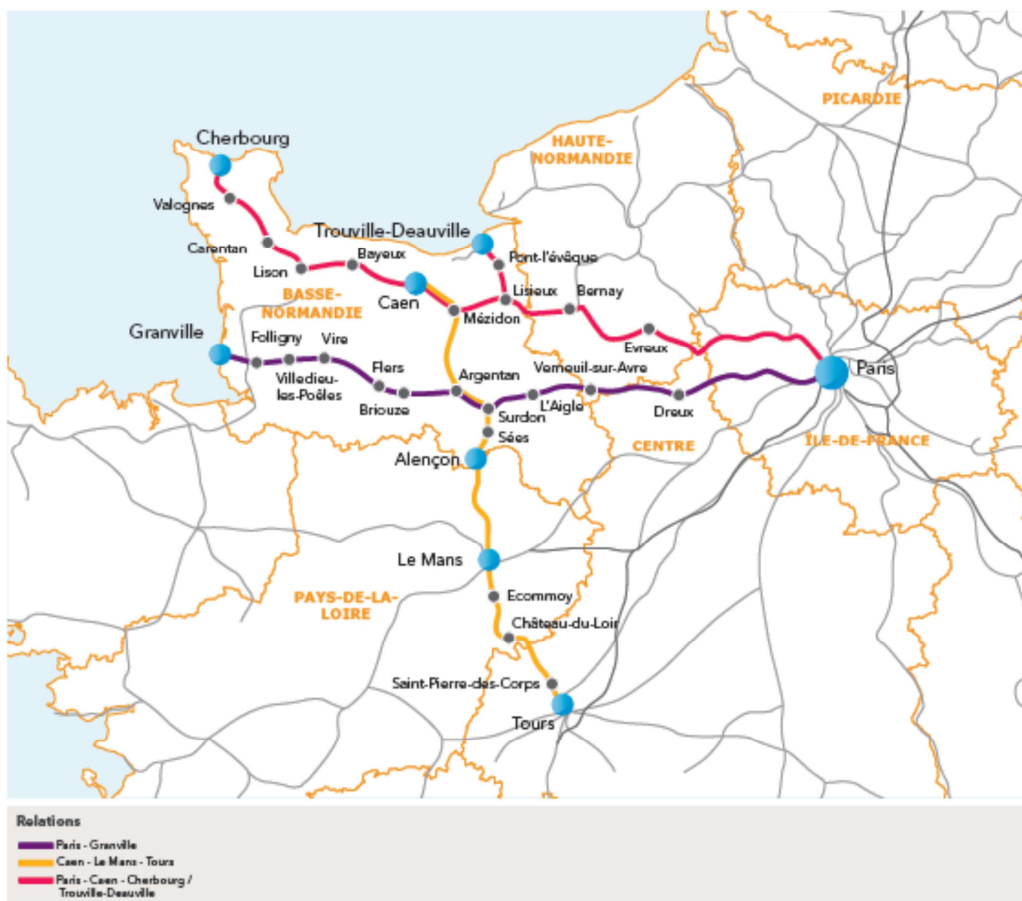 PICARDIE
HAUTE-
NORMANDIE
Cherbourg
Valognes
Trouville-Deauville
Carentan
Bayeux
Pont-l'évêque
Lison
BASSE-
NORMANDIE
Caen
Lisieux
Bernay
Mézidon
Granville
Folligny
Vire
Evreux
Villedieu-
les-Poêles
Flers
Argentan
Verneuil-sur-Avre
Paris
Briouze
L'Aigle
Dreux
Surdon
Sées
CENTRE
ÎLE-DE-FRANCE
Alençon
Le Mans
PAYS-DE-LA-
LOIRE
Ecommoy
Château-du-Loir
Saint-Pierre-des-Corps
Tours
Relations
Paris - Granville
Caen - Le Mans - Tours
Paris - Caen - Cherbourg /
Trouville-Deauville